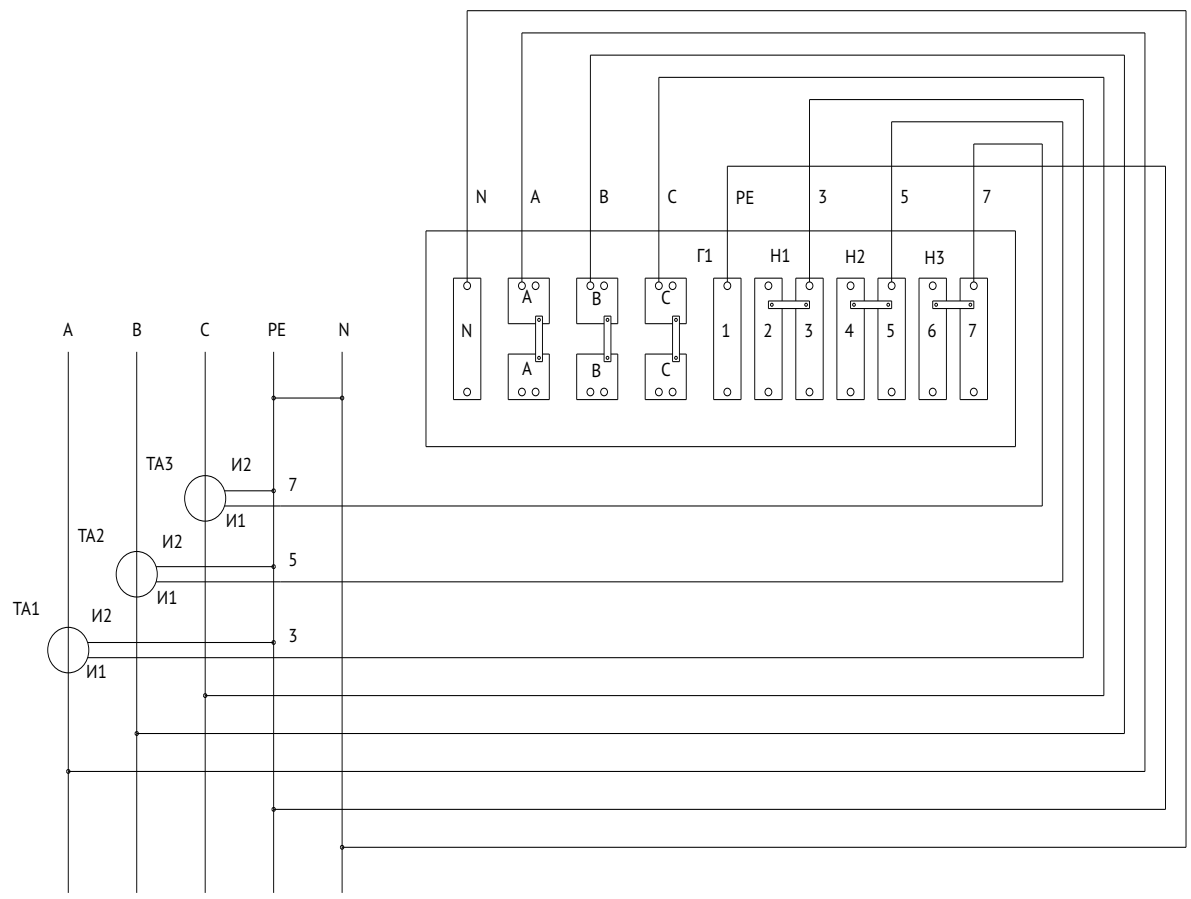 N A B C PE 3 5 7
Г1 Н1 Н2 Н3
A B C
N 1 2 3 4 5 6 7
A B C
A B C PE N
ТА3 И2
7
И1
ТА2 И2
5
И1
ТА1 И2
3
И1